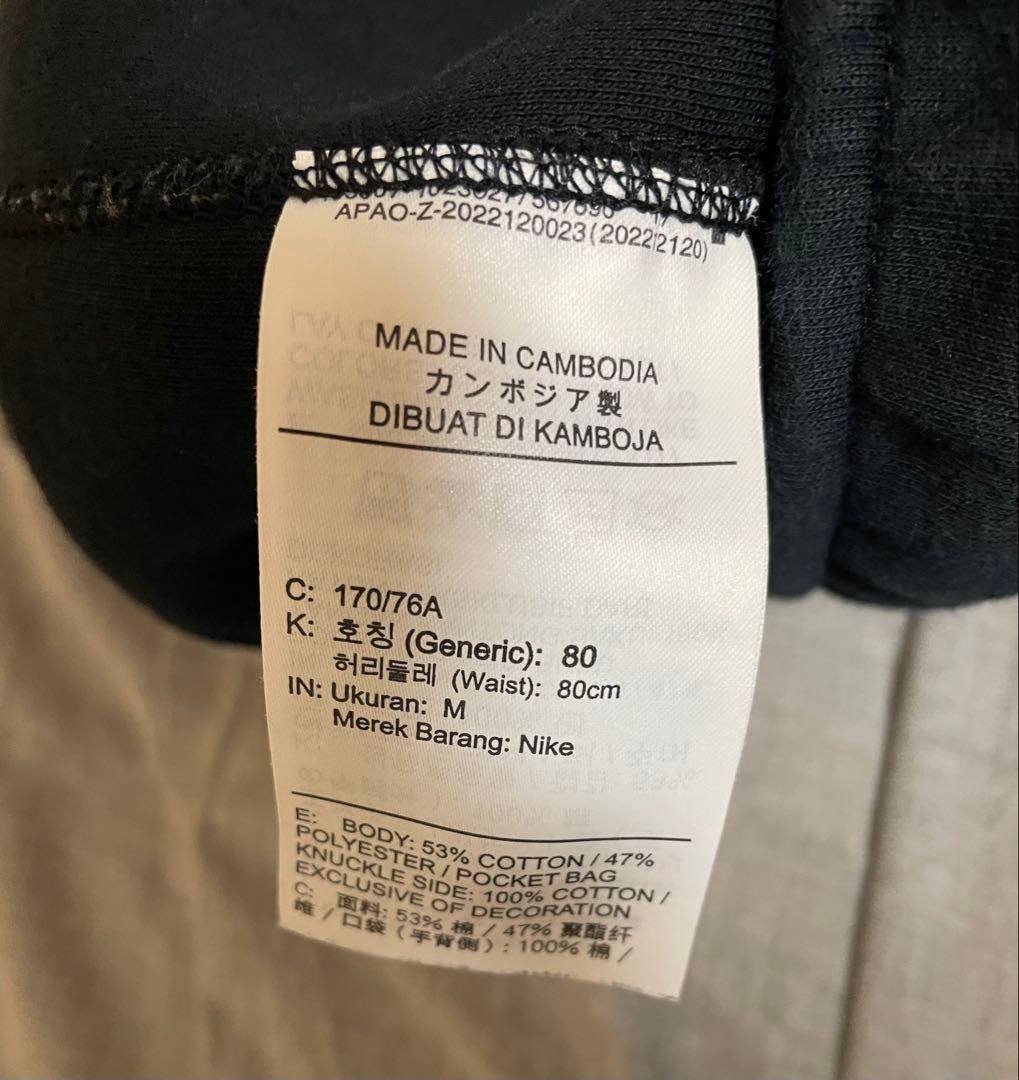 APAO-Z-2022120023(20222120)
MADE IN CAMBODIA
カンボジア製
DIBUAT DI KAMBOJA
C: 170/76A
K: 호칭 (Generic): 80
허리둘레 (Waist): 80cm
IN: Ukuran: M
Merek Barang: Nike
E: BODY: 53% COTTON / 47%
POLYESTER / POCKET BAG
KNUCKLE SIDE: 100% COTTON /
EXCLUSIVE OF DECORATION
C: 面料: 53% 棉 / 47% 聚酯纤
维 / 口袋 (手背侧) : 100% 棉 /